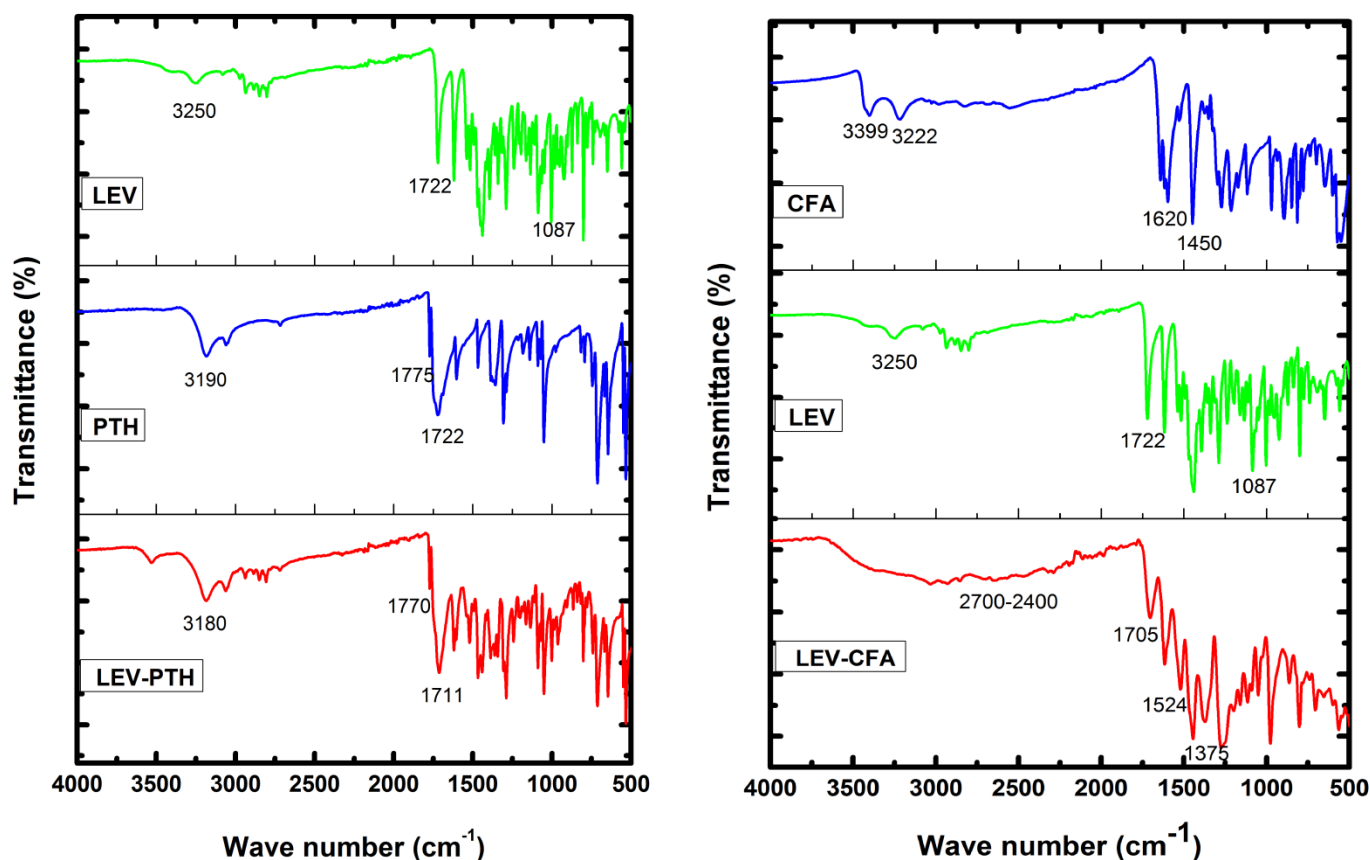 Transmittance (%)
3250
1722
1087
LEV
3190
1775
1722
PTH
3180
1770
1711
LEV-PTH
4000 3500 3000 2500 2000 1500 1000 500
Wave number (cm⁻¹)
Transmittance (%)
3399
3222
1620
1450
CFA
3250
1722
1087
LEV
2700-2400
1705
1524
1375
LEV-CFA
4000 3500 3000 2500 2000 1500 1000 500
Wave number (cm⁻¹)